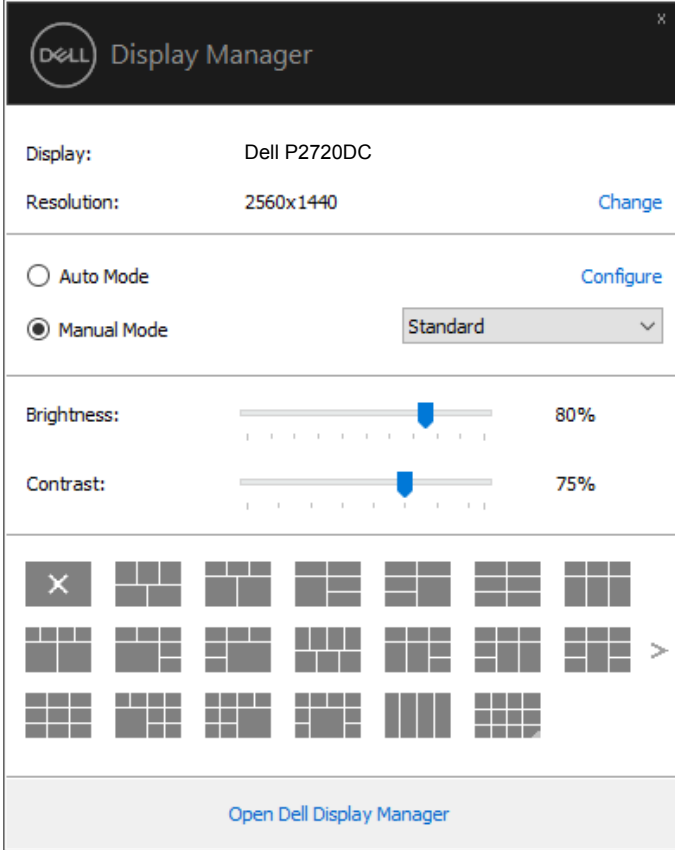 x
DELL Display Manager
Display: Dell P2720DC
Resolution: 2560x1440 Change
Auto Mode Configure
Manual Mode Standard
Brightness: 80%
Contrast: 75%
>
Open Dell Display Manager